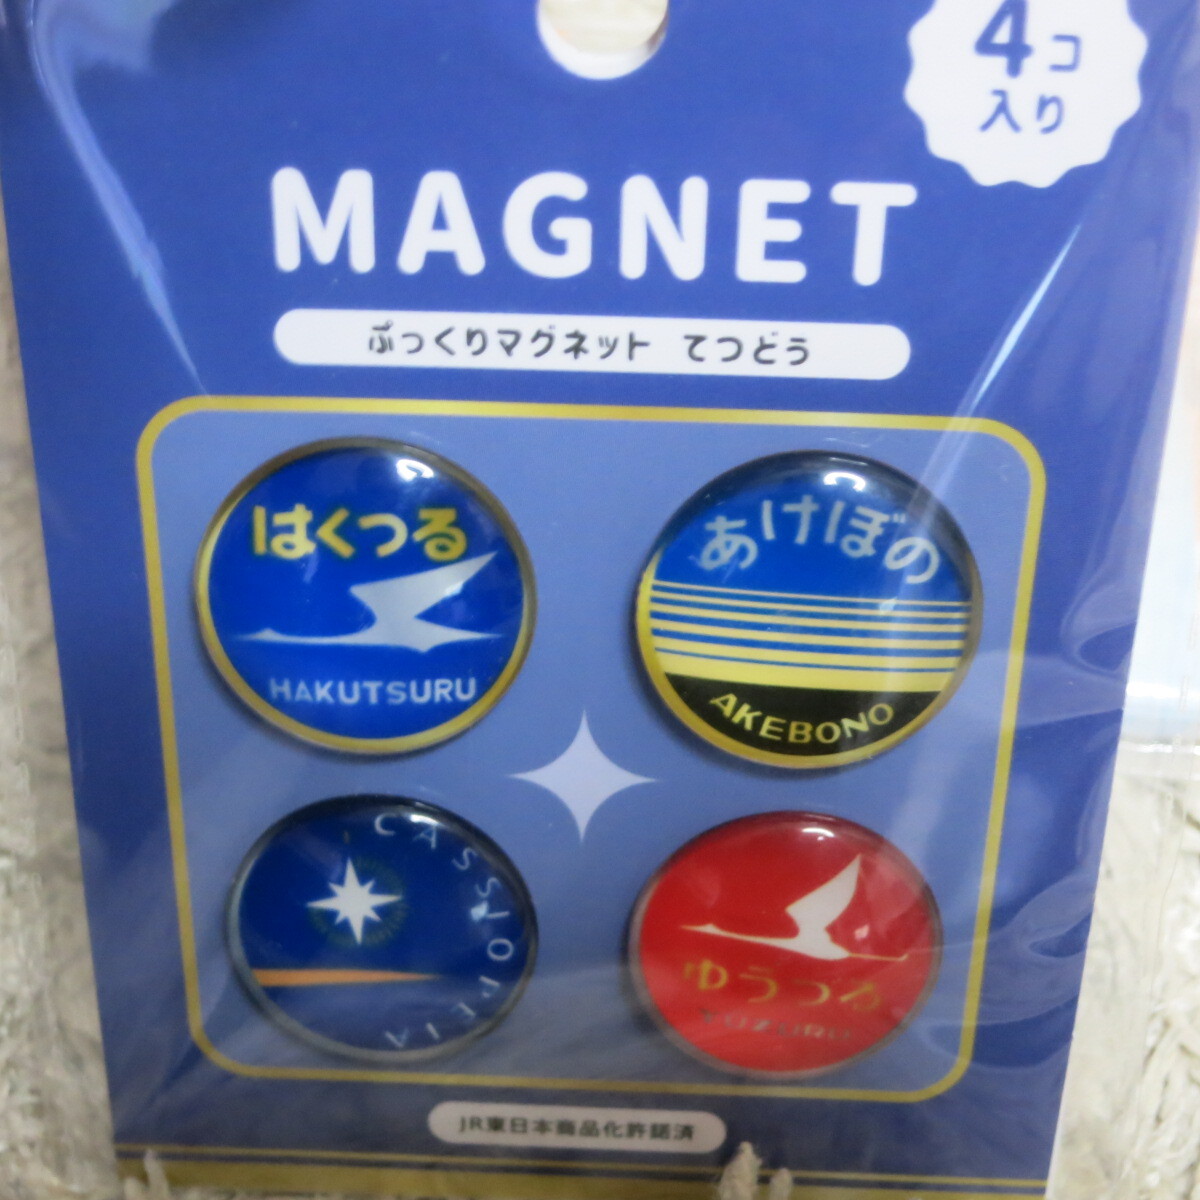 4コ
入り
MAGNET
ぷっくりマグネット てつどう
はくつる
HAKUTSURU
あけぼの
AKEBONO
CASSIOPEIA
ゆうづる
YUZURU
JR東日本商品化許諾済